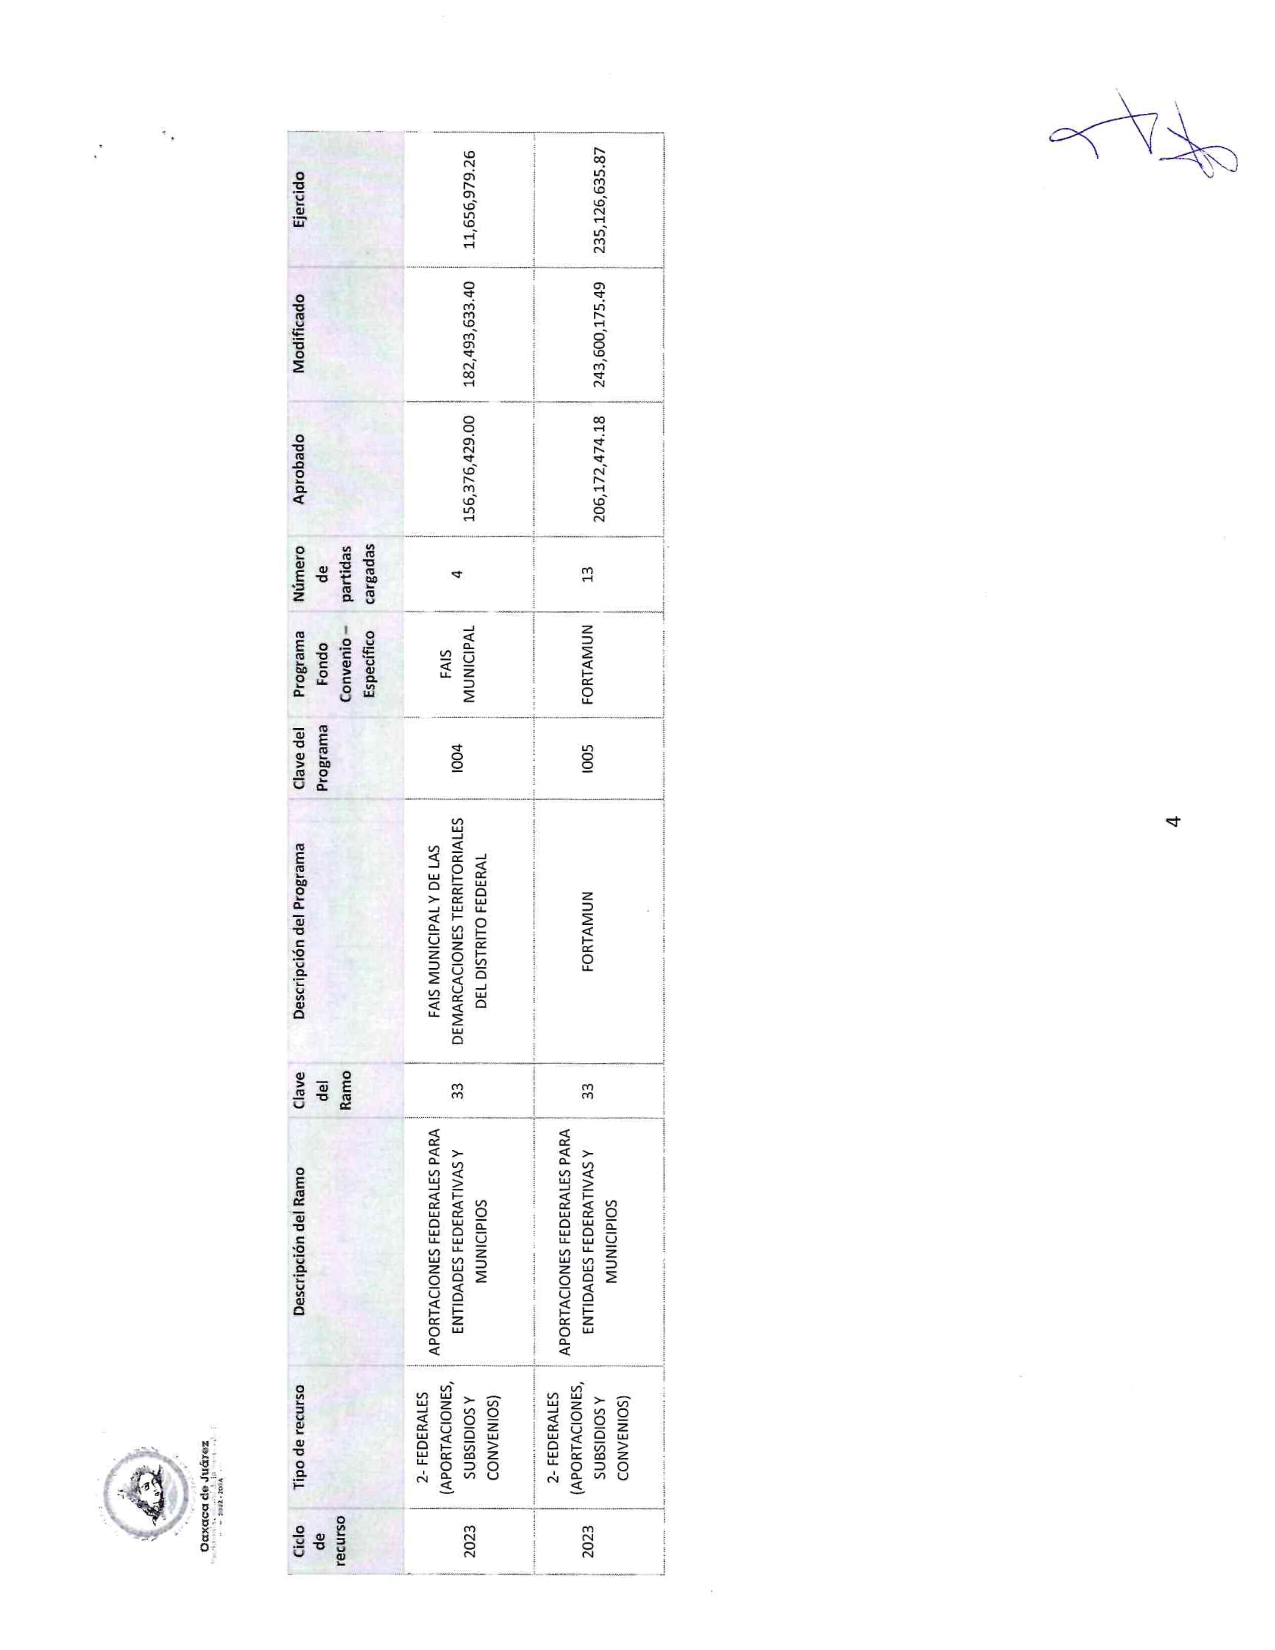 Oaxaca de Juárez
2022 - 2024
Ciclo de recurso Tipo de recurso Descripción del Ramo Clave del Ramo Descripción del Programa Clave del Programa Programa Fondo Convenio – Específico Número de partidas cargadas Aprobado Modificado Ejercido
2023 2- FEDERALES (APORTACIONES, SUBSIDIOS Y CONVENIOS) APORTACIONES FEDERALES PARA ENTIDADES FEDERATIVAS Y MUNICIPIOS 33 FAIS MUNICIPAL Y DE LAS DEMARCACIONES TERRITORIALES DEL DISTRITO FEDERAL I004 FAIS MUNICIPAL 4 156,376,429.00 182,493,633.40 11,656,979.26
2023 2- FEDERALES (APORTACIONES, SUBSIDIOS Y CONVENIOS) APORTACIONES FEDERALES PARA ENTIDADES FEDERATIVAS Y MUNICIPIOS 33 FORTAMUN I005 FORTAMUN 13 206,172,474.18 243,600,175.49 235,126,635.87
4